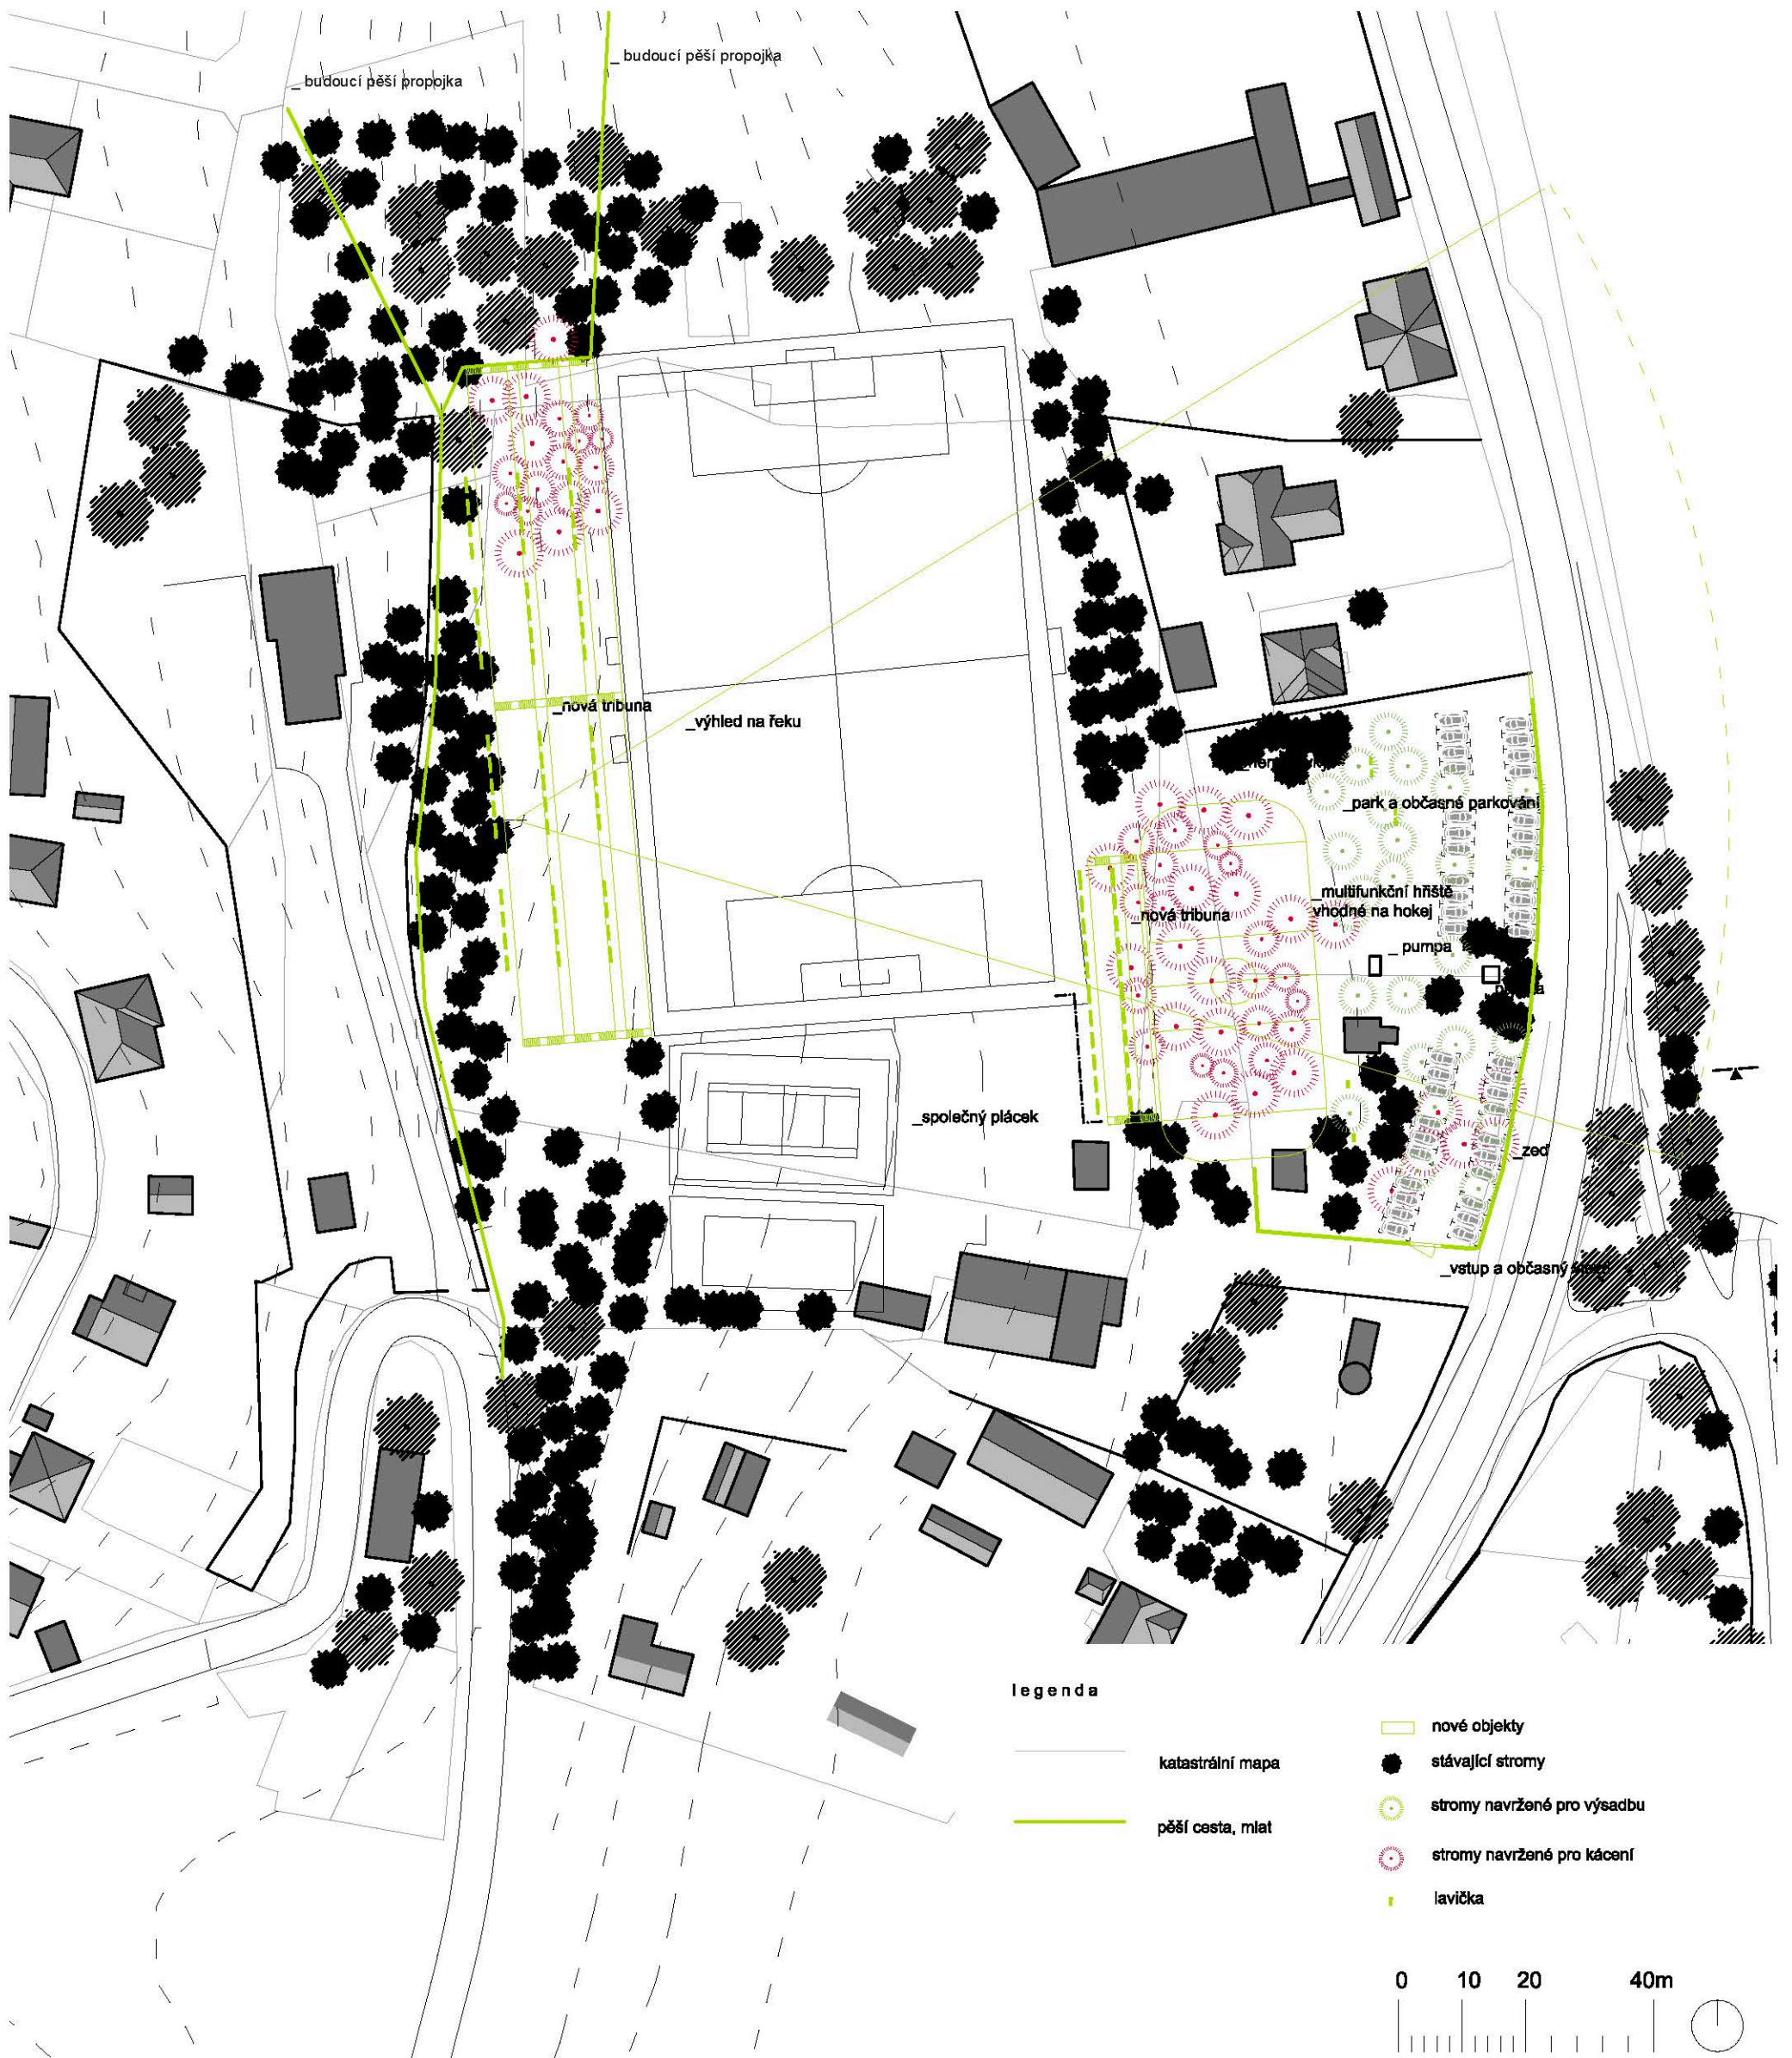 _ budoucí pěší propojka
_ budoucí pěší propojka
_nová tribuna
_výhled na řeku
_park a občasné parkování
_multifunkční hřiště
vhodné na hokej
_nová tribuna
_ pumpa
_společný plácek
_zeď
_vstup a občasný
legenda
katastrální mapa
pěší cesta, mlat
nové objekty
stávající stromy
stromy navržené pro výsadbu
stromy navržené pro kácení
lavička
0 10 20 40m